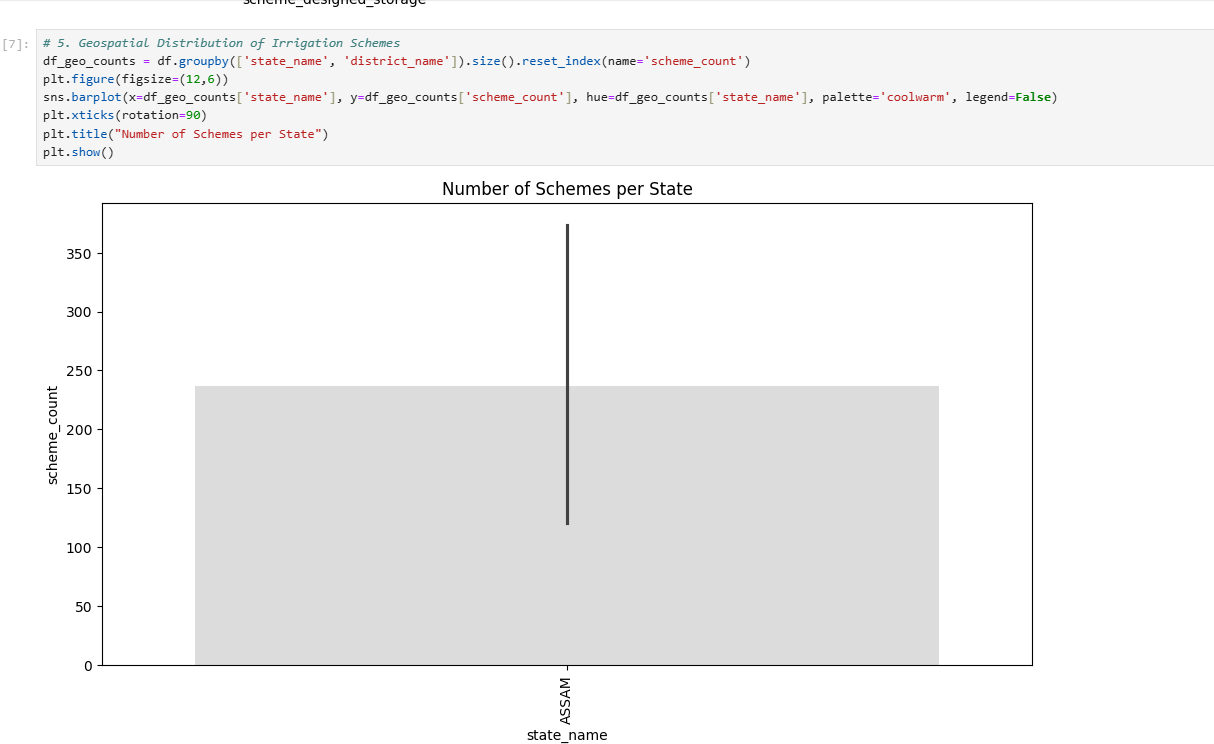 scheme_designed_storage
[7]: # 5. Geospatial Distribution of Irrigation Schemes
df_geo_counts = df.groupby(['state_name', 'district_name']).size().reset_index(name='scheme_count')
plt.figure(figsize=(12,6))
sns.barplot(x=df_geo_counts['state_name'], y=df_geo_counts['scheme_count'], hue=df_geo_counts['state_name'], palette='coolwarm', legend=False)
plt.xticks(rotation=90)
plt.title("Number of Schemes per State")
plt.show()
Number of Schemes per State
350
300
250
200
150
100
50
0
scheme_count
ASSAM
state_name